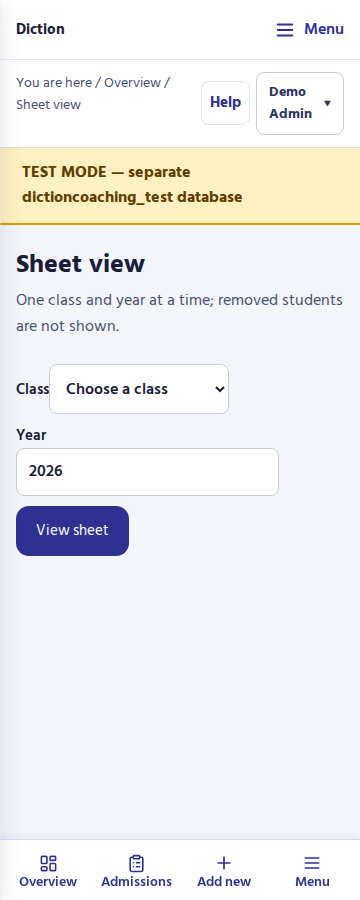 Diction
Menu
You are here / Overview /
Sheet view
Help
Demo
Admin
TEST MODE — separate
dictioncoaching_test database
Sheet view
One class and year at a time; removed students
are not shown.
Class
Choose a class
Year
2026
View sheet
Overview
Admissions
Add new
Menu